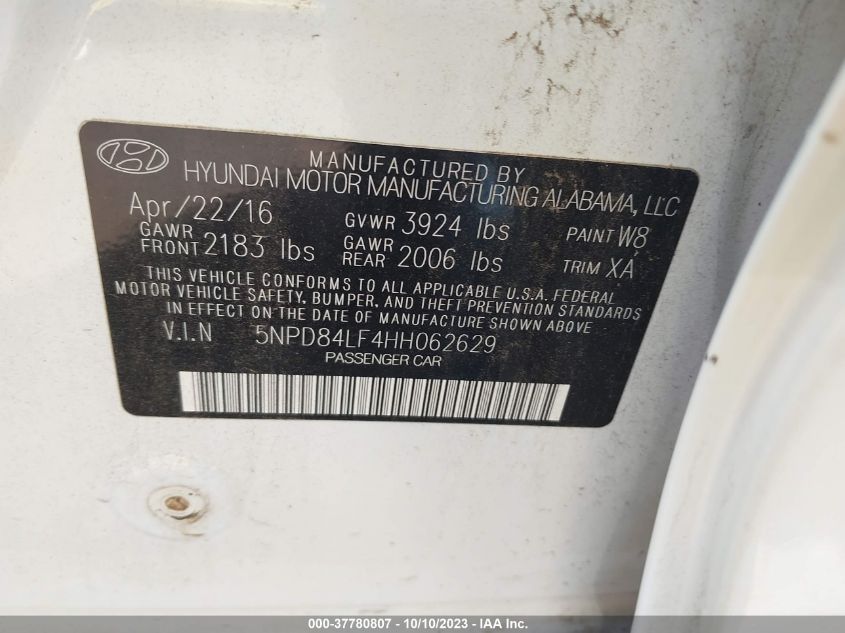 MANUFACTURED BY
HYUNDAI MOTOR MANUFACTURING ALABAMA, LLC
Apr/22/16 GVWR 3924 lbs PAINT W8
GAWR FRONT 2183 lbs GAWR REAR 2006 lbs TRIM XA
THIS VEHICLE CONFORMS TO ALL APPLICABLE U.S.A. FEDERAL
MOTOR VEHICLE SAFETY, BUMPER, AND THEFT PREVENTION STANDARDS
IN EFFECT ON THE DATE OF MANUFACTURE SHOWN ABOVE
V.I.N 5NPD84LF4HH062629
PASSENGER CAR
000-37780807 - 10/10/2023 - IAA Inc.